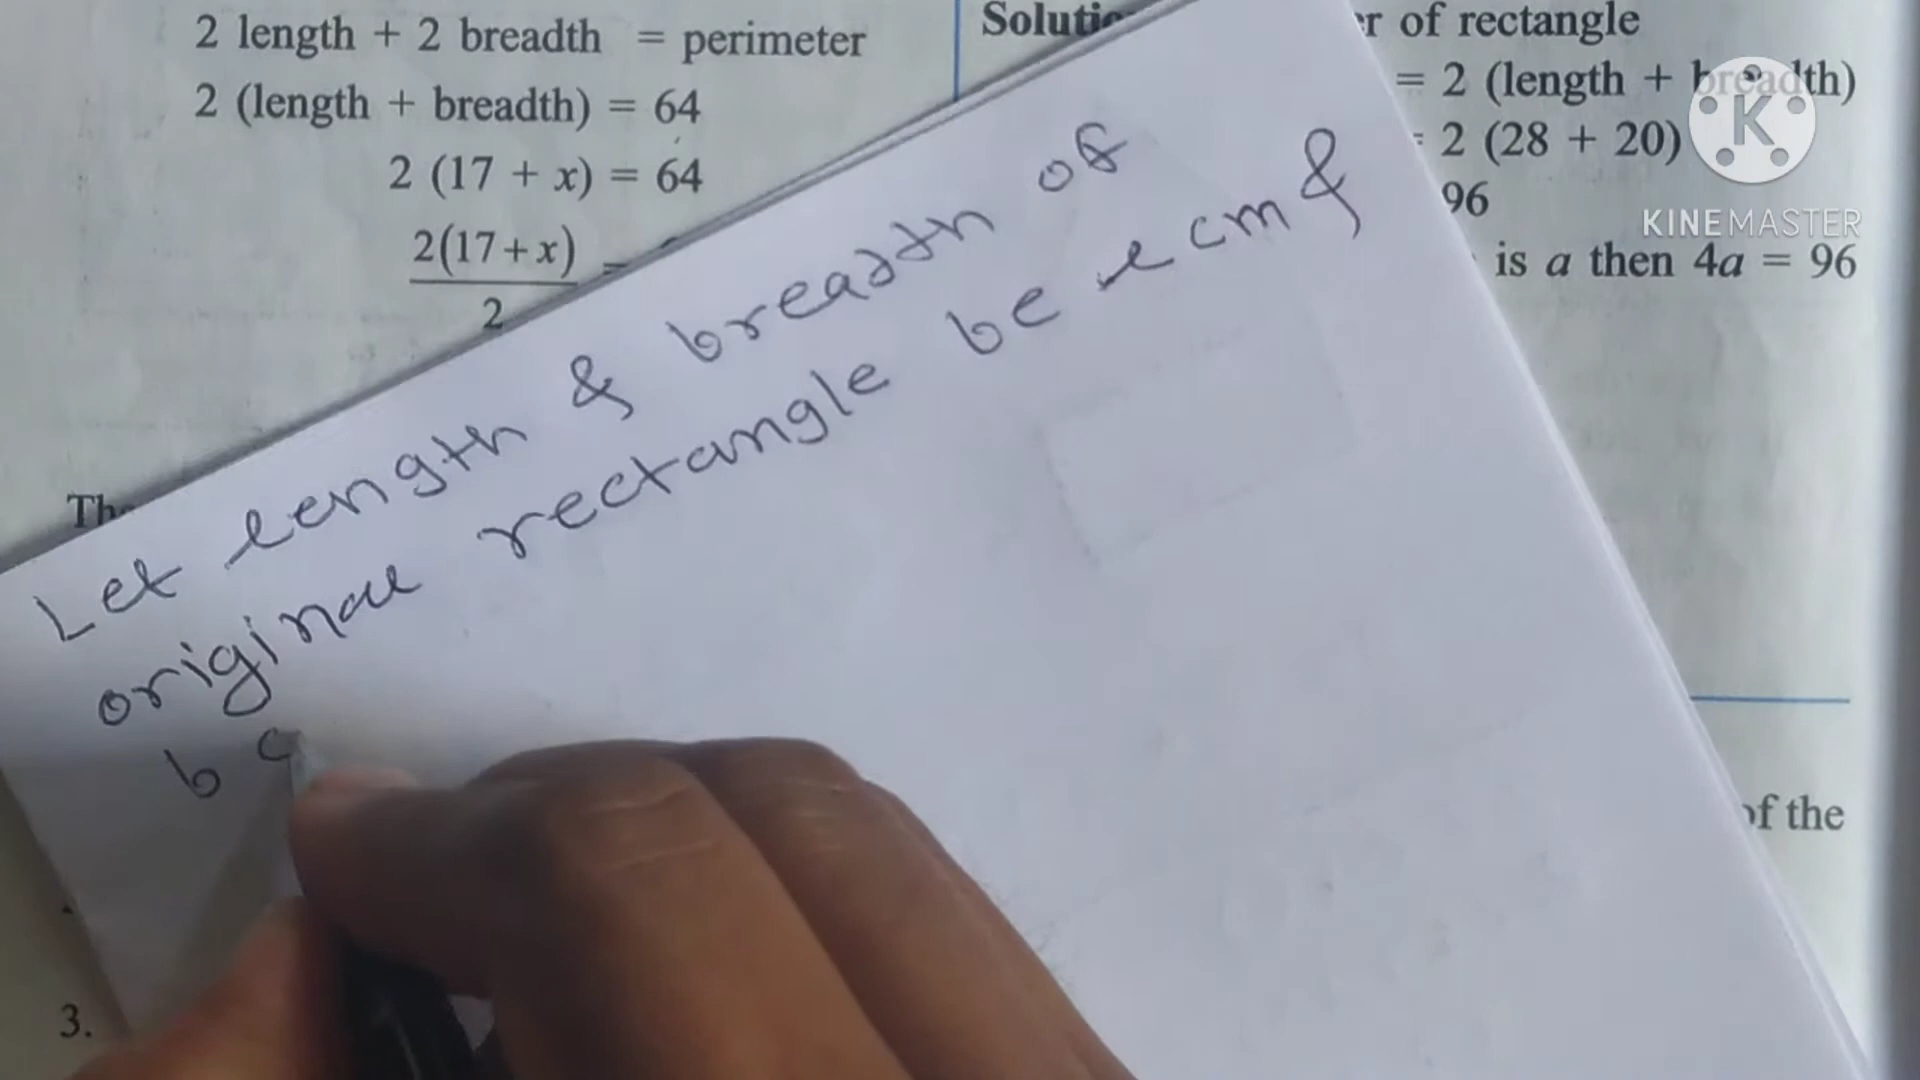 2 length + 2 breadth = perimeter
2 (length + breadth) = 64
2 (17 + x) = 64
2(17+x)
2
of rectangle
= 2 (length + breadth)
2 (28 + 20)
96
is a then 4a = 96
KINEMASTER
Let length & breadth of
original rectangle be l cm &
b c
of the
3.